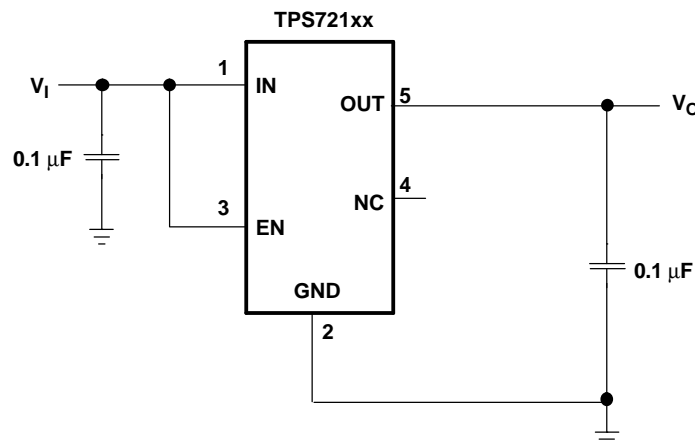 TPS721xx
V_I
1
IN
OUT
5
V_O
0.1 μF
4
NC
3
EN
0.1 μF
GND
2